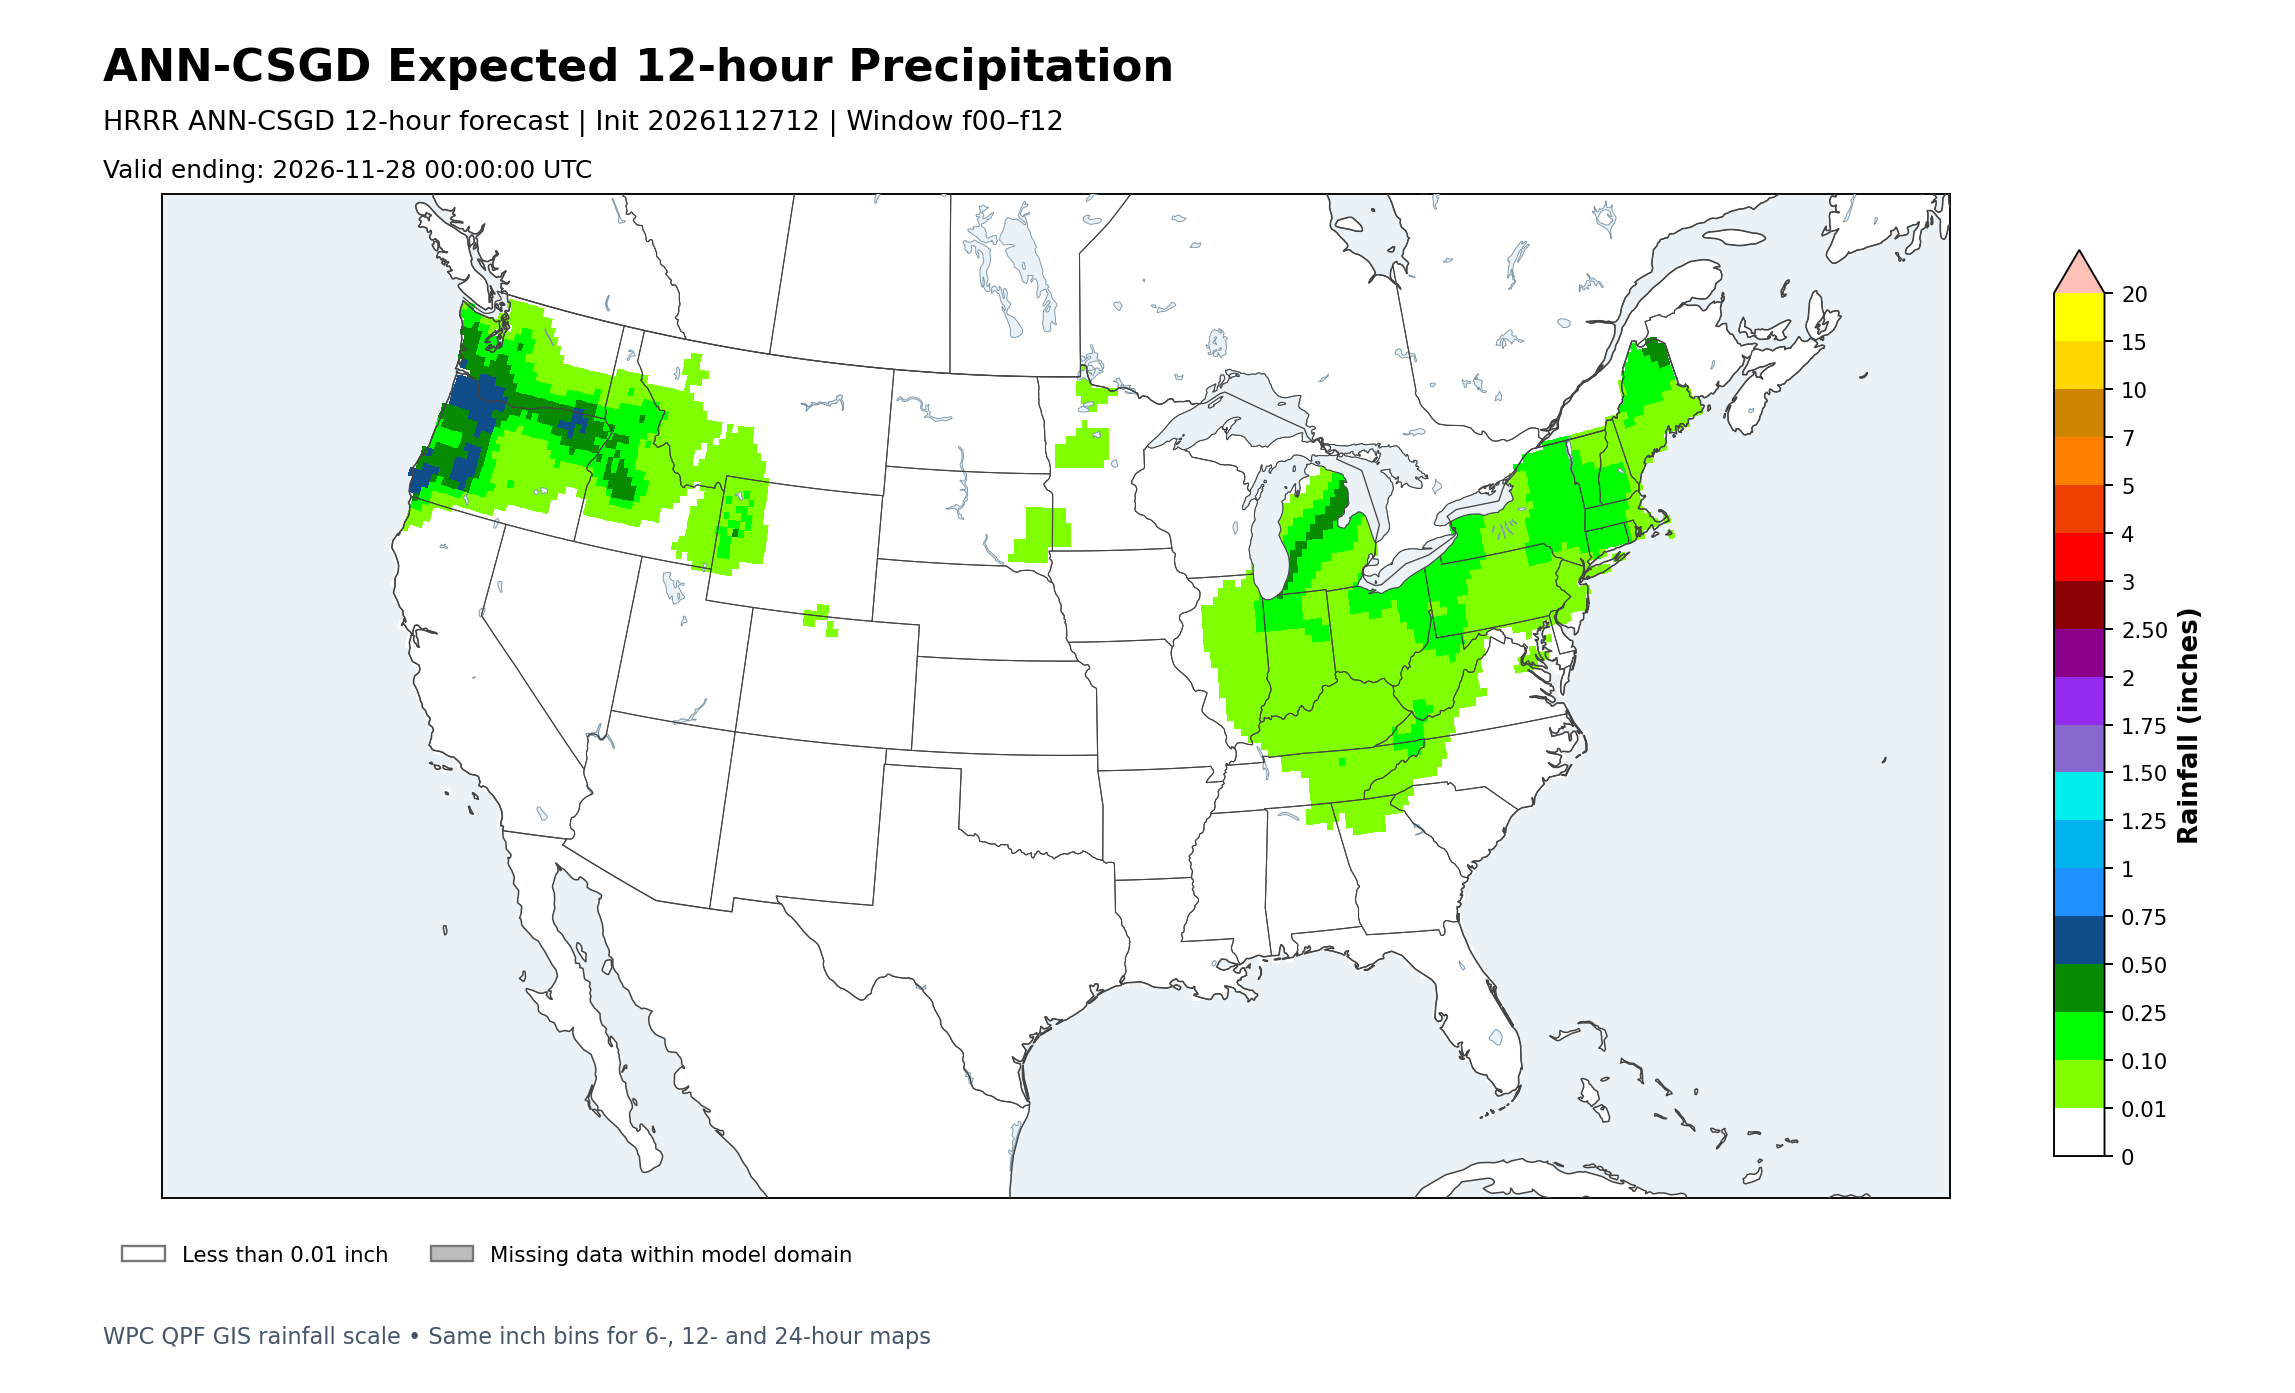 ANN-CSGD Expected 12-hour Precipitation
HRRR ANN-CSGD 12-hour forecast | Init 2026112712 | Window f00–f12
Valid ending: 2026-11-28 00:00:00 UTC
20
15
10
7
5
4
3
2.50
2
1.75
1.50
1.25
1
0.75
0.50
0.25
0.10
0.01
0
Rainfall (inches)
Less than 0.01 inch
Missing data within model domain
WPC QPF GIS rainfall scale • Same inch bins for 6-, 12- and 24-hour maps